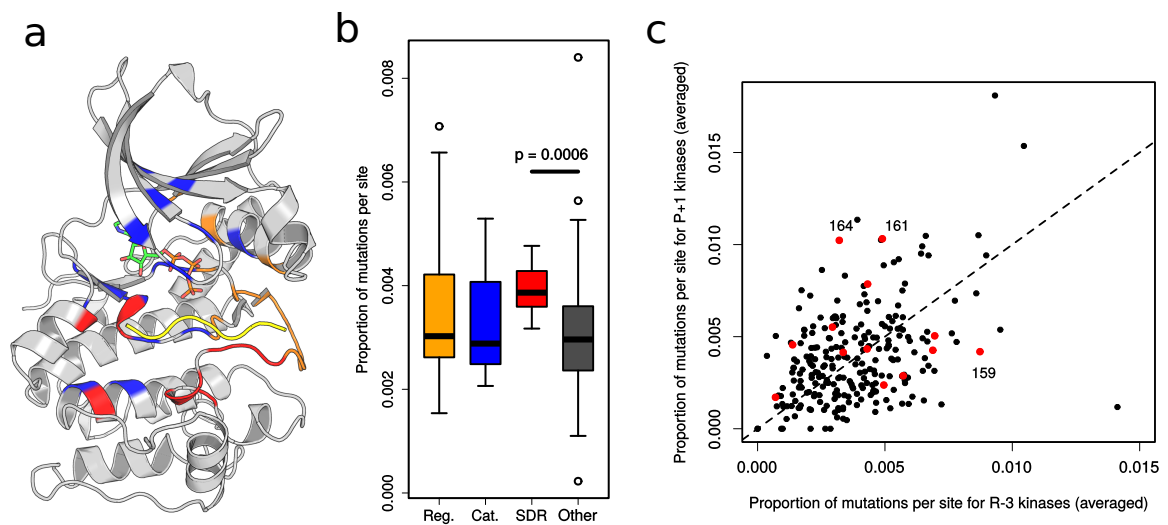 a
b
c
Proportion of mutations per site
0.000
0.002
0.004
0.006
0.008
p = 0.0006
Reg.
Cat.
SDR
Other
Proportion of mutations per site for P+1 kinases (averaged)
0.000
0.005
0.010
0.015
164
161
159
0.000
0.005
0.010
0.015
Proportion of mutations per site for R-3 kinases (averaged)